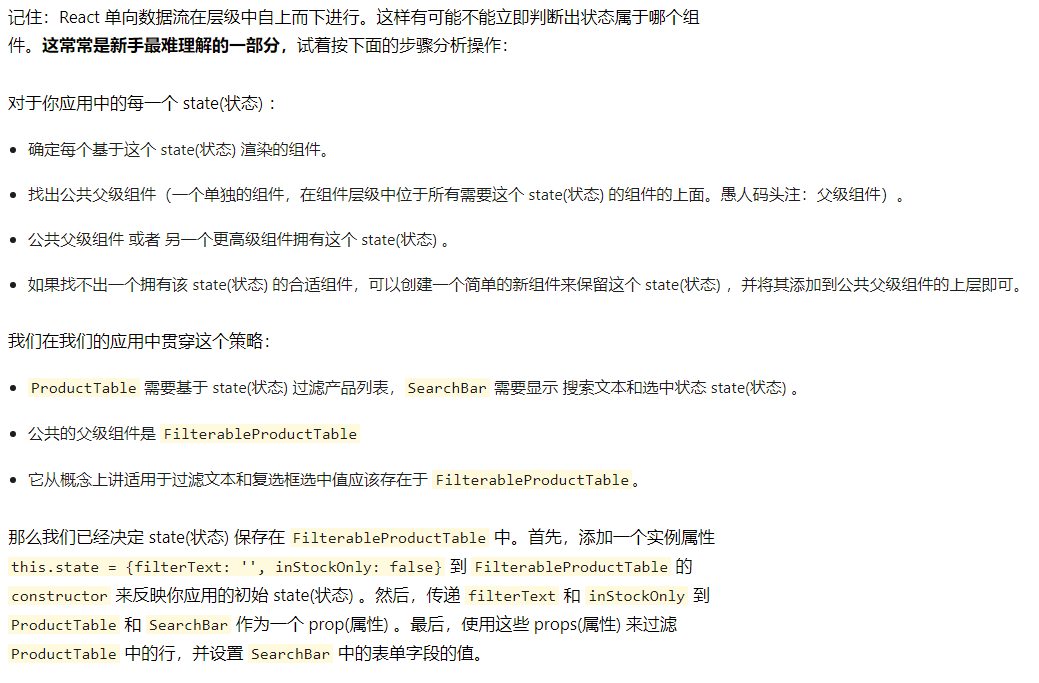 记住：React 单向数据流在层级中自上而下进行。这样有可能不能立即判断出状态属于哪个组
件。这常常是新手最难理解的一部分，试着按下面的步骤分析操作：
对于你应用中的每一个 state(状态) ：
确定每个基于这个 state(状态) 渲染的组件。
找出公共父级组件（一个单独的组件，在组件层级中位于所有需要这个 state(状态) 的组件的上面。愚人码头注：父级组件）。
公共父级组件 或者 另一个更高级组件拥有这个 state(状态) 。
如果找不出一个拥有该 state(状态) 的合适组件，可以创建一个简单的新组件来保留这个 state(状态) ，并将其添加到公共父级组件的上层即可。
我们在我们的应用中贯穿这个策略：
ProductTable 需要基于 state(状态) 过滤产品列表，SearchBar 需要显示 搜索文本和选中状态 state(状态) 。
公共的父级组件是 FilterableProductTable
它从概念上讲适用于过滤文本和复选框选中值应该存在于 FilterableProductTable。
那么我们已经决定 state(状态) 保存在 FilterableProductTable 中。首先，添加一个实例属性
this.state = {filterText: '', inStockOnly: false} 到 FilterableProductTable 的
constructor 来反映你应用的初始 state(状态) 。然后，传递 filterText 和 inStockOnly 到
ProductTable 和 SearchBar 作为一个 prop(属性) 。最后，使用这些 props(属性) 来过滤
ProductTable 中的行，并设置 SearchBar 中的表单字段的值。